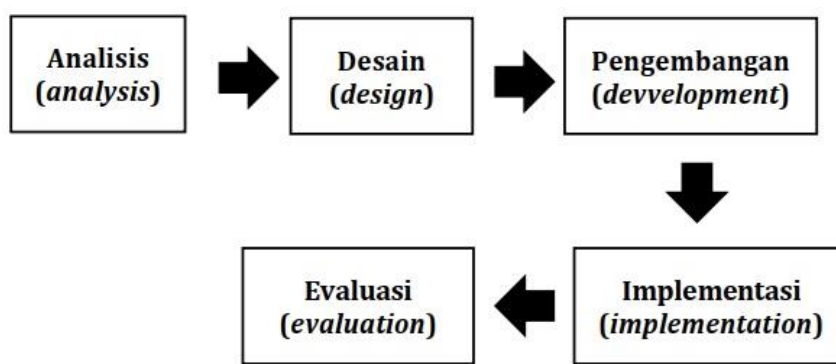 Analisis
(analysis)
Desain
(design)
Pengembangan
(devvelopment)
Implementasi
(implementation)
Evaluasi
(evaluation)